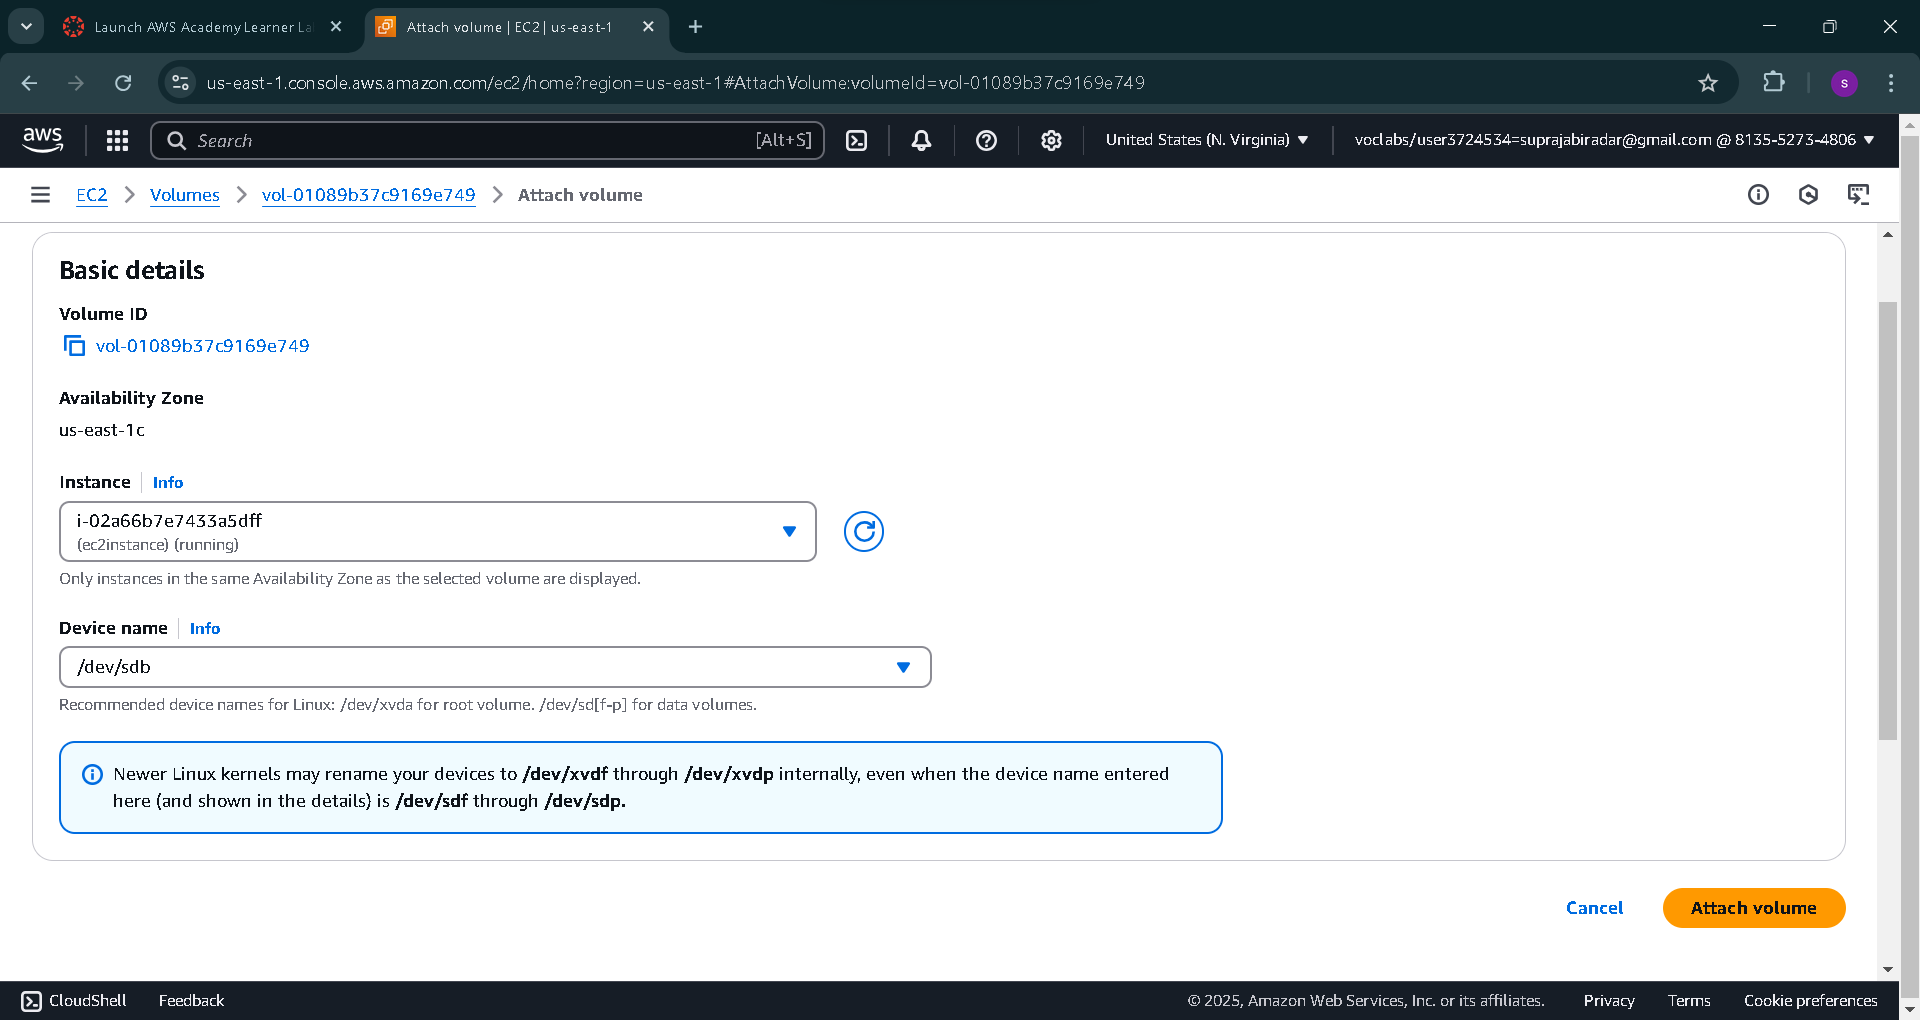 Launch AWS Academy Learner La
Attach volume | EC2 | us-east-1
us-east-1.console.aws.amazon.com/ec2/home?region=us-east-1#AttachVolume:volumeId=vol-01089b37c9169e749
S
aws
Search
[Alt+S]
United States (N. Virginia)
voclabs/user3724534=suprajabiradar@gmail.com @ 8135-5273-4806
EC2 > Volumes > vol-01089b37c9169e749 > Attach volume
Basic details
Volume ID
vol-01089b37c9169e749
Availability Zone
us-east-1c
Instance | Info
i-02a66b7e7433a5dff
(ec2instance) (running)
Only instances in the same Availability Zone as the selected volume are displayed.
Device name | Info
/dev/sdb
Recommended device names for Linux: /dev/xvda for root volume. /dev/sd[f-p] for data volumes.
Newer Linux kernels may rename your devices to /dev/xvdf through /dev/xvdp internally, even when the device name entered
here (and shown in the details) is /dev/sdf through /dev/sdp.
Cancel
Attach volume
CloudShell
Feedback
© 2025, Amazon Web Services, Inc. or its affiliates.
Privacy
Terms
Cookie preferences